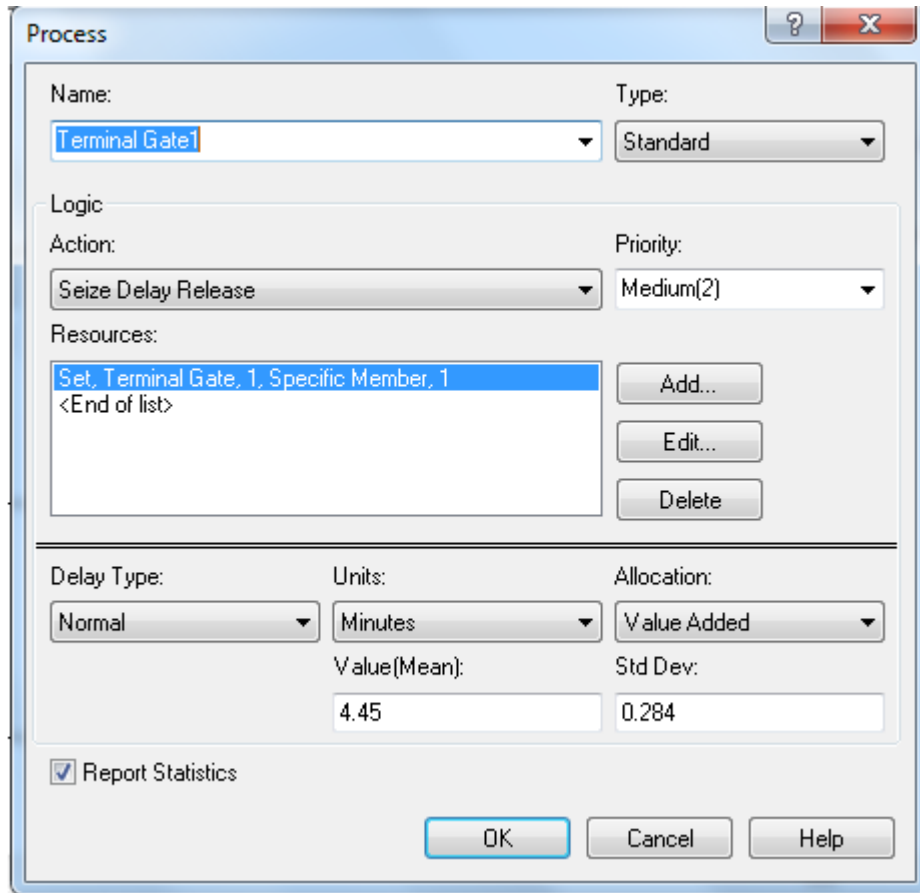 Process
Name: Type:
Terminal Gate1 Standard
Logic
Action: Priority:
Seize Delay Release Medium(2)
Resources:
Set, Terminal Gate, 1, Specific Member, 1
<End of list>
Add...
Edit...
Delete
Delay Type: Units: Allocation:
Normal Minutes Value Added
Value(Mean): Std Dev:
4.45 0.284
Report Statistics
OK Cancel Help